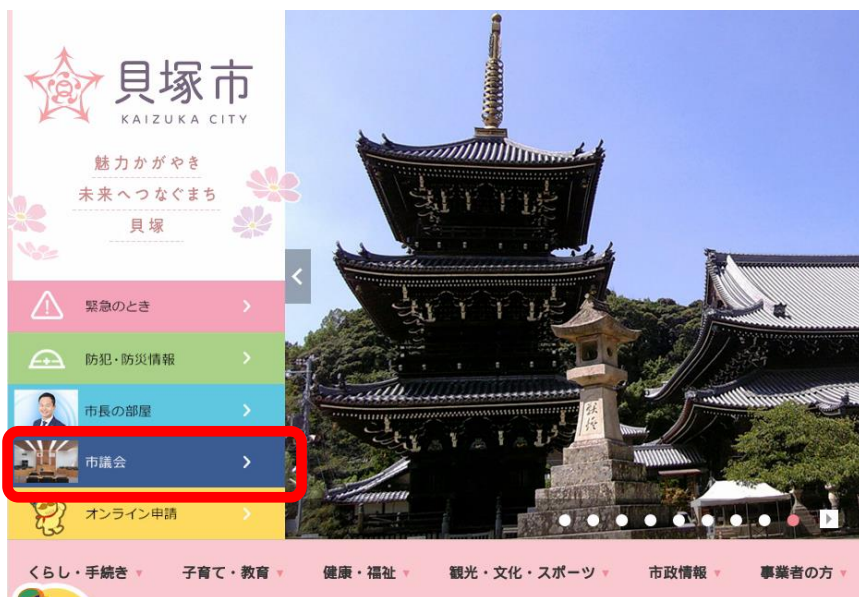 貝塚市
KAIZUKA CITY
魅力かがやき
未来へつなぐまち
貝塚
緊急のとき
防犯・防災情報
市長の部屋
市議会
オンライン申請
くらし・手続き
子育て・教育
健康・福祉
観光・文化・スポーツ
市政情報
事業者の方